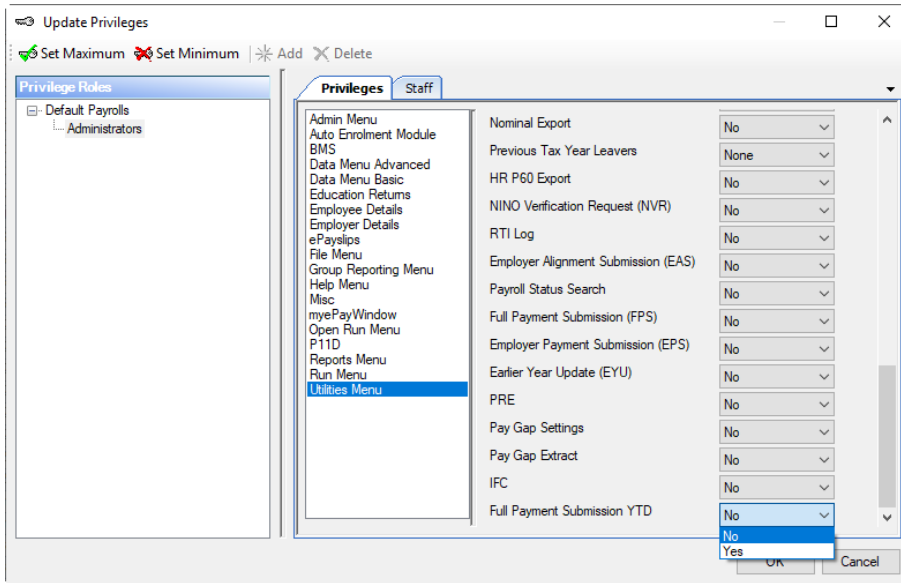 Update Privileges
Set Maximum Set Minimum Add Delete
Privilege Roles
Default Payrolls
Administrators
Privileges Staff
Admin Menu
Auto Enrolment Module
BMS
Data Menu Advanced
Data Menu Basic
Education Returns
Employee Details
Employer Details
ePayslips
File Menu
Group Reporting Menu
Help Menu
Misc
myePayWindow
Open Run Menu
P11D
Reports Menu
Run Menu
Utilities Menu
Nominal Export No
Previous Tax Year Leavers None
HR P60 Export No
NINO Verification Request (NVR) No
RTI Log No
Employer Alignment Submission (EAS) No
Payroll Status Search No
Full Payment Submission (FPS) No
Employer Payment Submission (EPS) No
Earlier Year Update (EYU) No
PRE No
Pay Gap Settings No
Pay Gap Extract No
IFC No
Full Payment Submission YTD No
No
Yes
OK Cancel